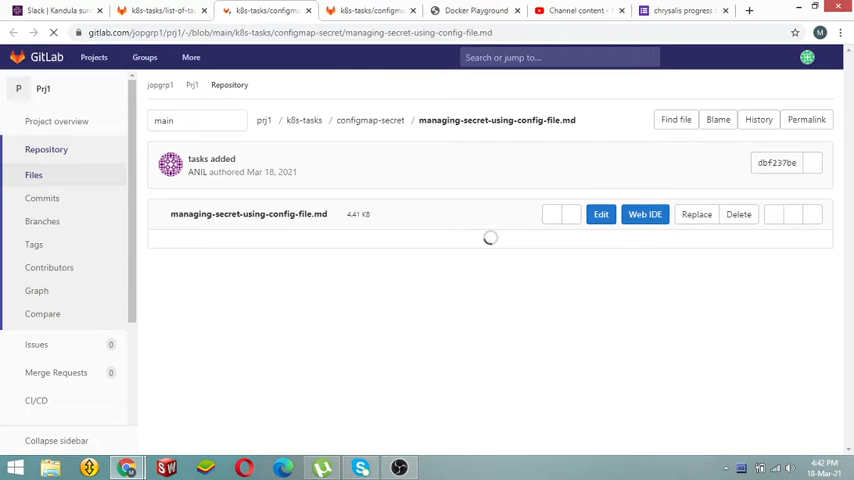 Slack | Kandula sure
k8s-tasks/list-of-ta
k8s-tasks/configma
k8s-tasks/configma
Docker Playground
Channel content -
chrysalis progress
gitlab.com/jopgrp1/prj1/-/blob/main/k8s-tasks/configmap-secret/managing-secret-using-config-file.md
M
GitLab
Projects
Groups
More
Search or jump to...
P
Prj1
jopgrp1
Prj1
Repository
Project overview
main
prj1 / k8s-tasks / configmap-secret / managing-secret-using-config-file.md
Find file
Blame
History
Permalink
Repository
tasks added
ANIL authored Mar 18, 2021
dbf237be
Files
Commits
managing-secret-using-config-file.md
4.41 KB
Edit
Web IDE
Replace
Delete
Branches
Tags
Contributors
Graph
Compare
Issues
0
Merge Requests
0
CI/CD
Collapse sidebar
4:42 PM
18-Mar-21